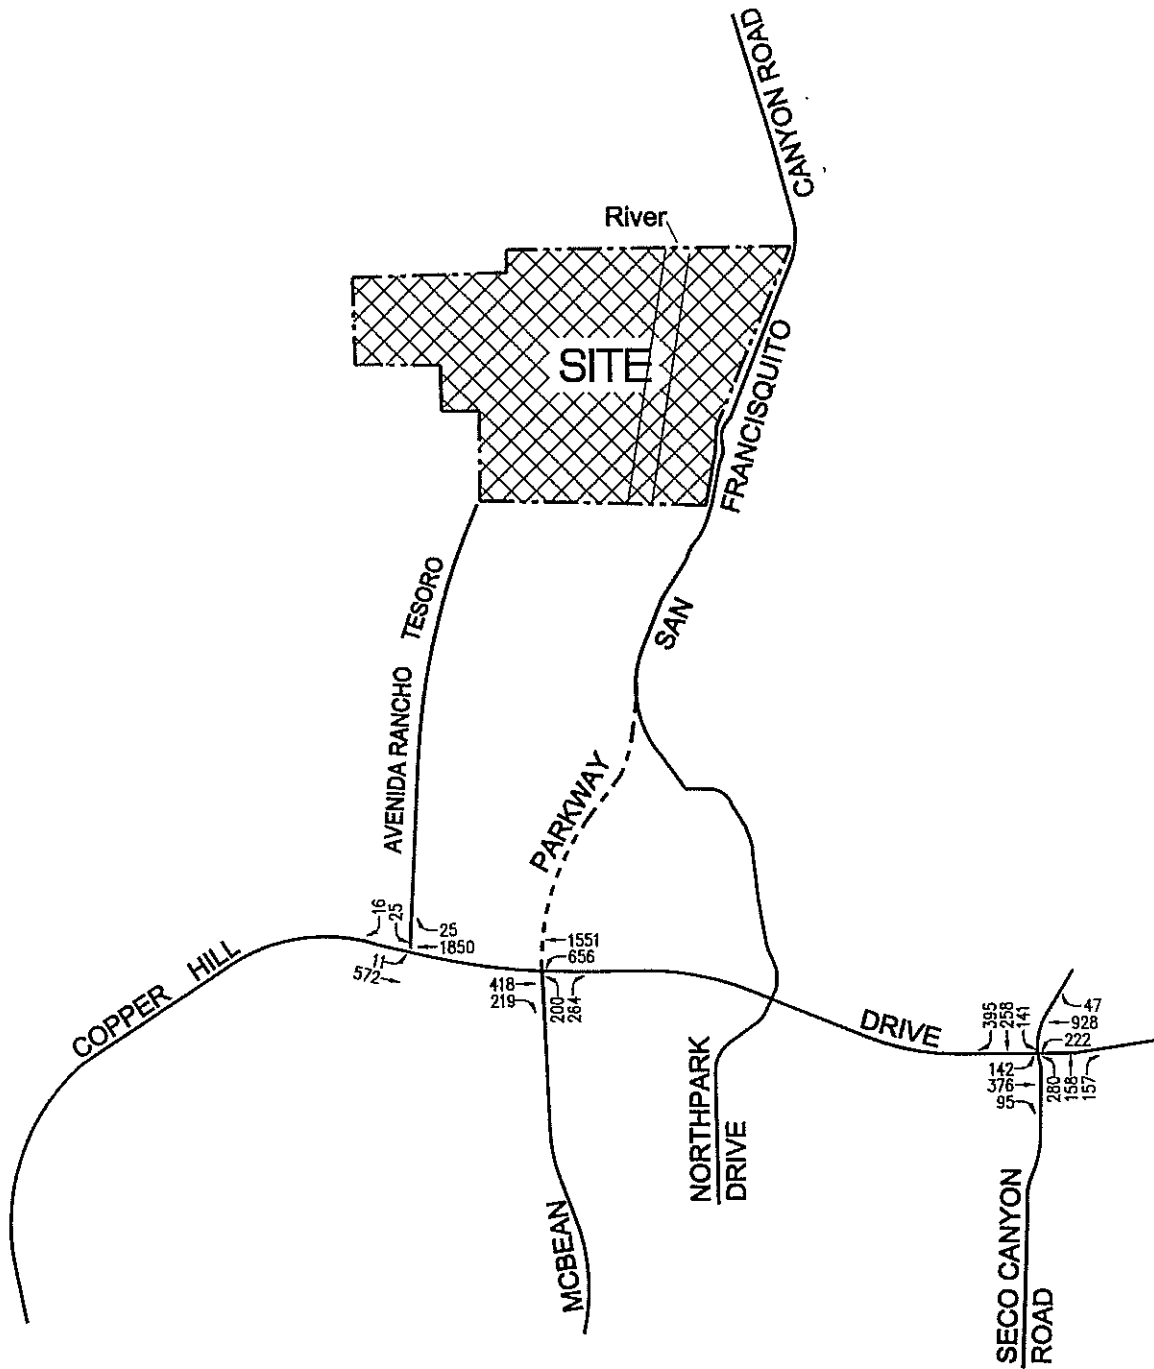 CANYON ROAD
River
SITE
FRANCISQUITO
SAN
AVENIDA RANCHO TESORO
PARKWAY
COPPER HILL
16
25
25
1850
11
572
1551
656
418
219
200
264
DRIVE
NORTHPARK
DRIVE
MCBEAN
395
258
141
47
928
222
142
376
95
280
158
157
SECO CANYON
ROAD